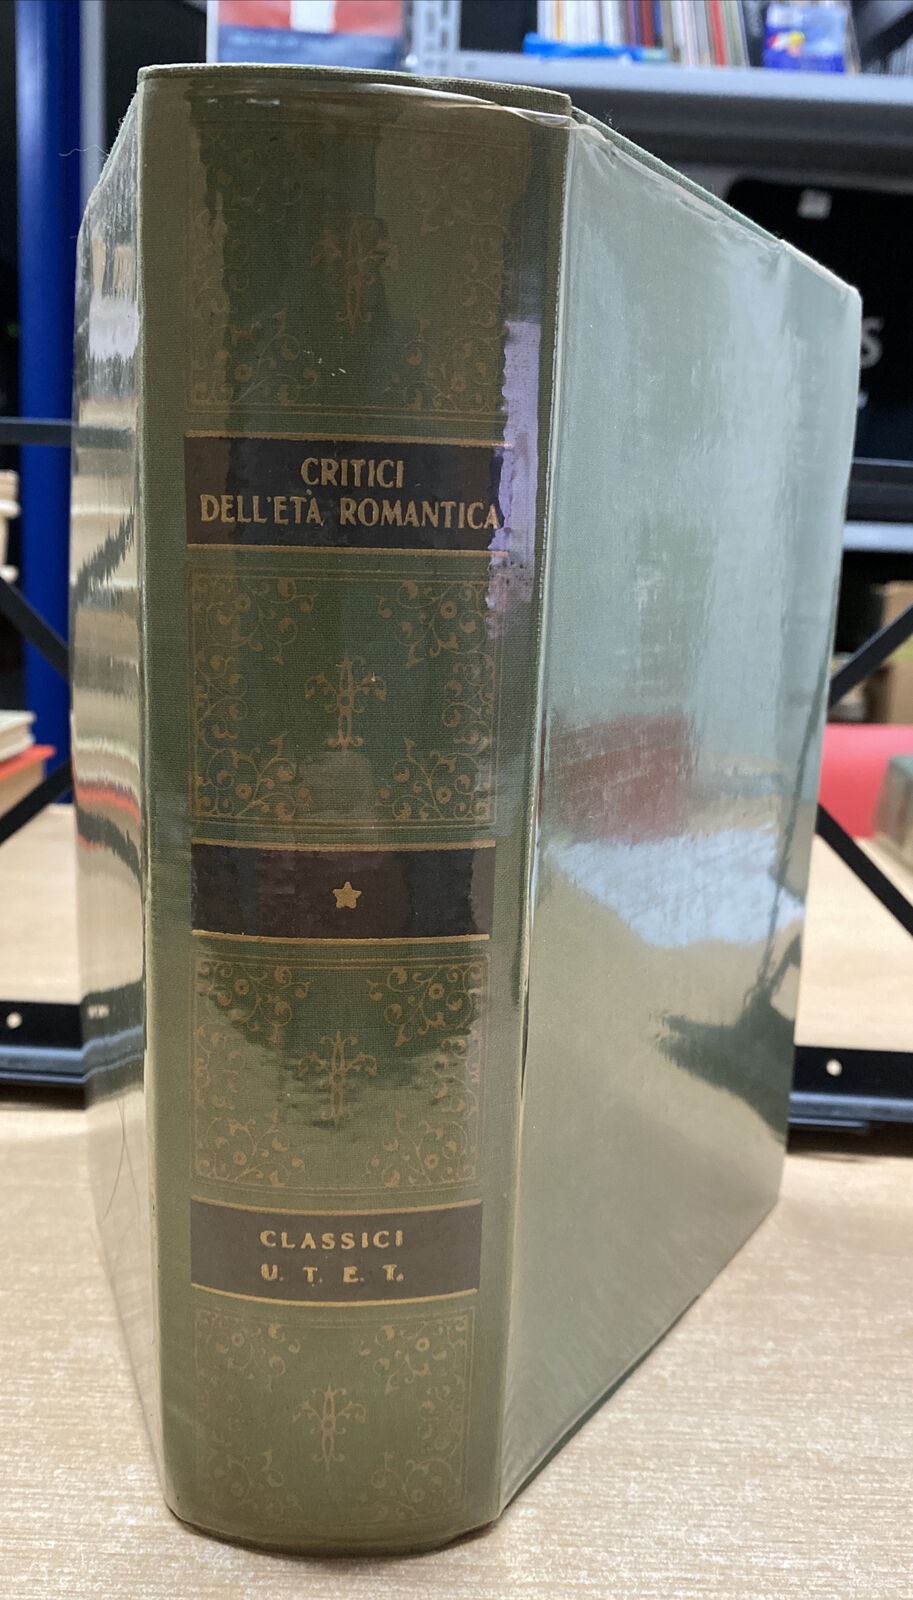 CRITICI
DELL'ETÀ ROMANTICA
CLASSICI
U. T. E. T.